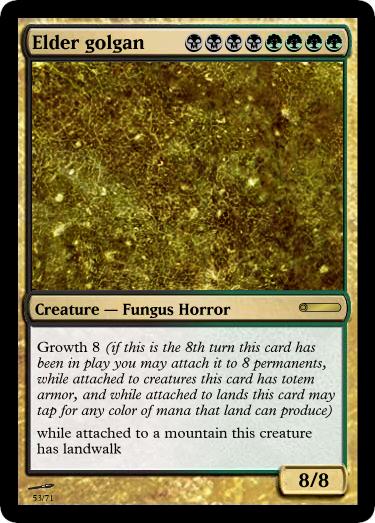 Elder golgan
Creature — Fungus Horror
Growth 8 (if this is the 8th turn this card has
been in play you may attach it to 8 permanents,
while attached to creatures this card has totem
armor, and while attached to lands this card may
tap for any color of mana that land can produce)
while attached to a mountain this creature
has landwalk
8/8
53/71